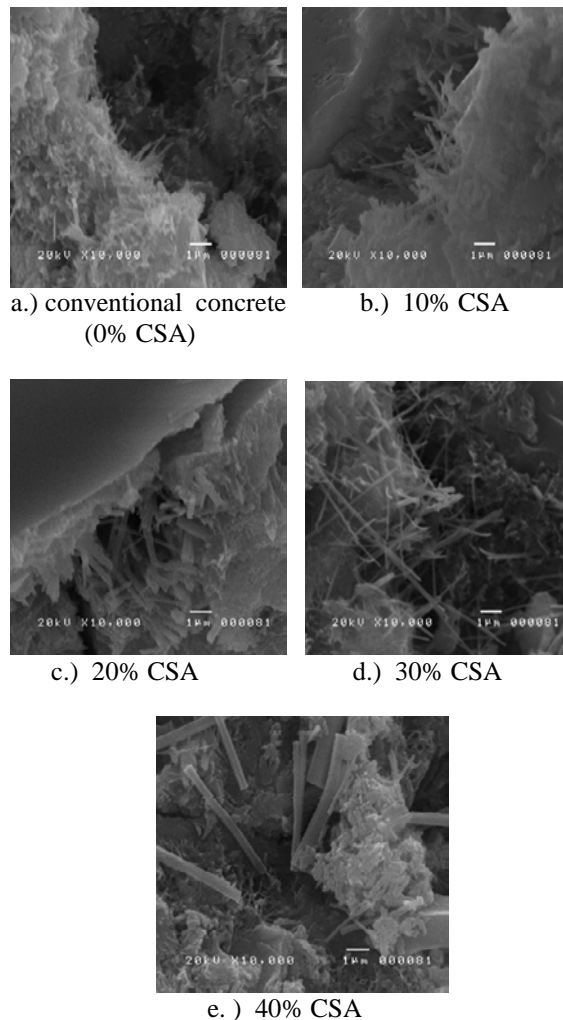 20kV X10,000 1μm 000081
20kV X10,000 1μm 000081
a.) conventional concrete
(0% CSA)
b.) 10% CSA
20kV X10,000 1μm 000081
20kV X10,000 1μm 000081
c.) 20% CSA
d.) 30% CSA
20kV X10,000 1μm 000081
e. ) 40% CSA